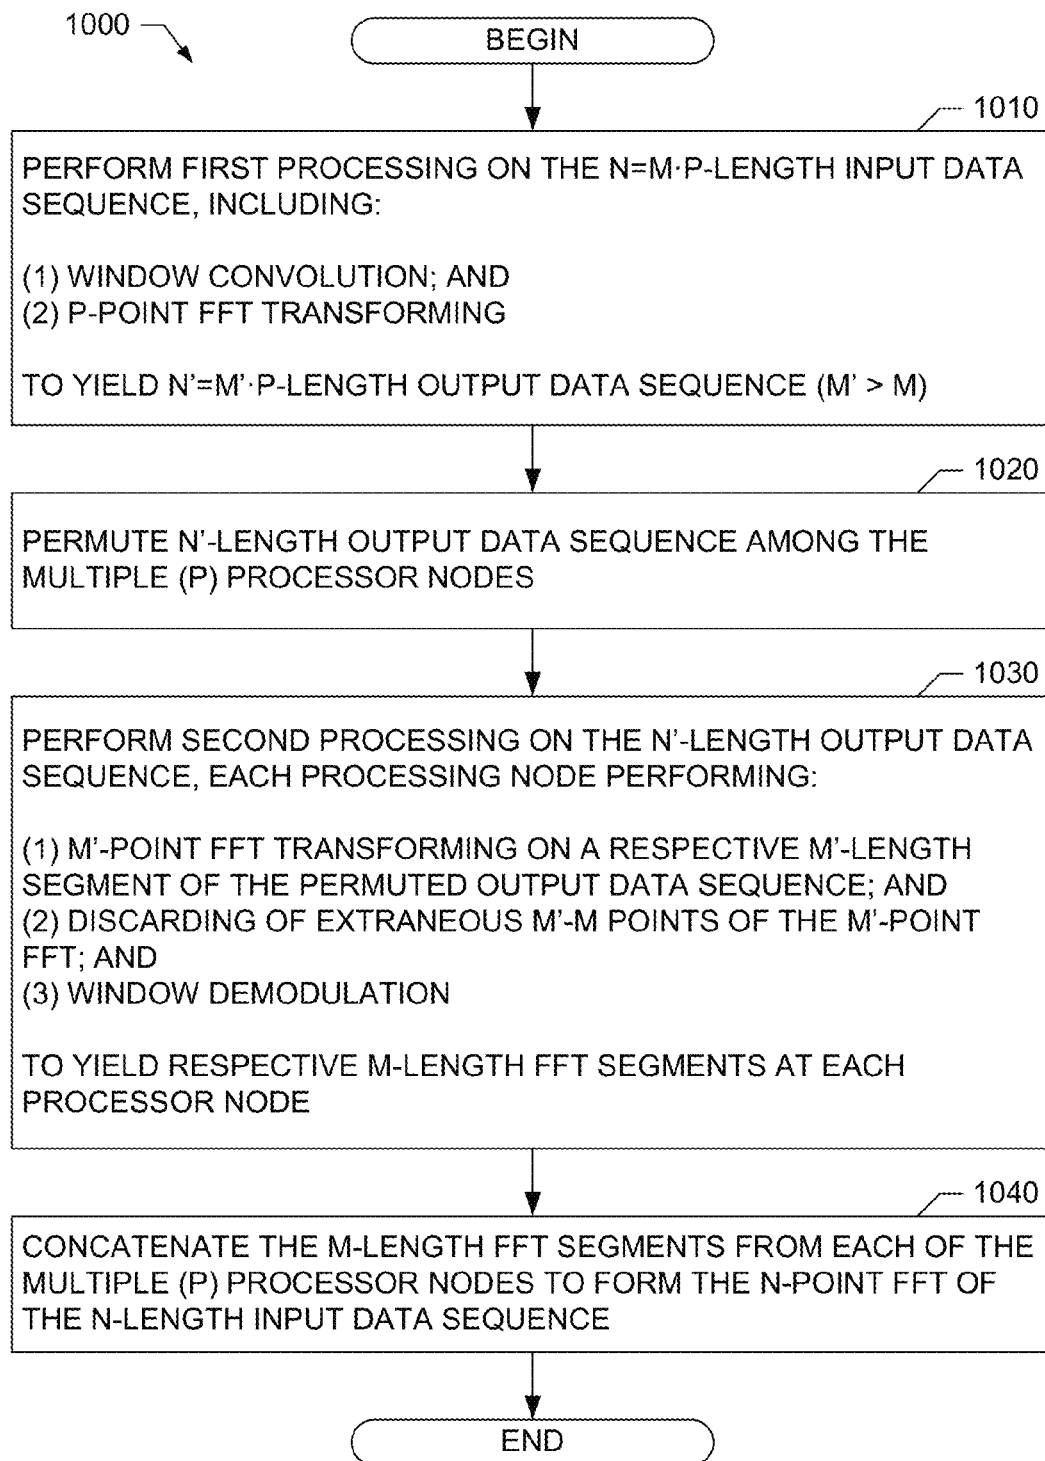 1000
BEGIN
1010
PERFORM FIRST PROCESSING ON THE N=M·P-LENGTH INPUT DATA
SEQUENCE, INCLUDING:
(1) WINDOW CONVOLUTION; AND
(2) P-POINT FFT TRANSFORMING
TO YIELD N'=M'·P-LENGTH OUTPUT DATA SEQUENCE (M' > M)
1020
PERMUTE N'-LENGTH OUTPUT DATA SEQUENCE AMONG THE
MULTIPLE (P) PROCESSOR NODES
1030
PERFORM SECOND PROCESSING ON THE N'-LENGTH OUTPUT DATA
SEQUENCE, EACH PROCESSING NODE PERFORMING:
(1) M'-POINT FFT TRANSFORMING ON A RESPECTIVE M'-LENGTH
SEGMENT OF THE PERMUTED OUTPUT DATA SEQUENCE; AND
(2) DISCARDING OF EXTRANEOUS M'-M POINTS OF THE M'-POINT
FFT; AND
(3) WINDOW DEMODULATION
TO YIELD RESPECTIVE M-LENGTH FFT SEGMENTS AT EACH
PROCESSOR NODE
1040
CONCATENATE THE M-LENGTH FFT SEGMENTS FROM EACH OF THE
MULTIPLE (P) PROCESSOR NODES TO FORM THE N-POINT FFT OF
THE N-LENGTH INPUT DATA SEQUENCE
END